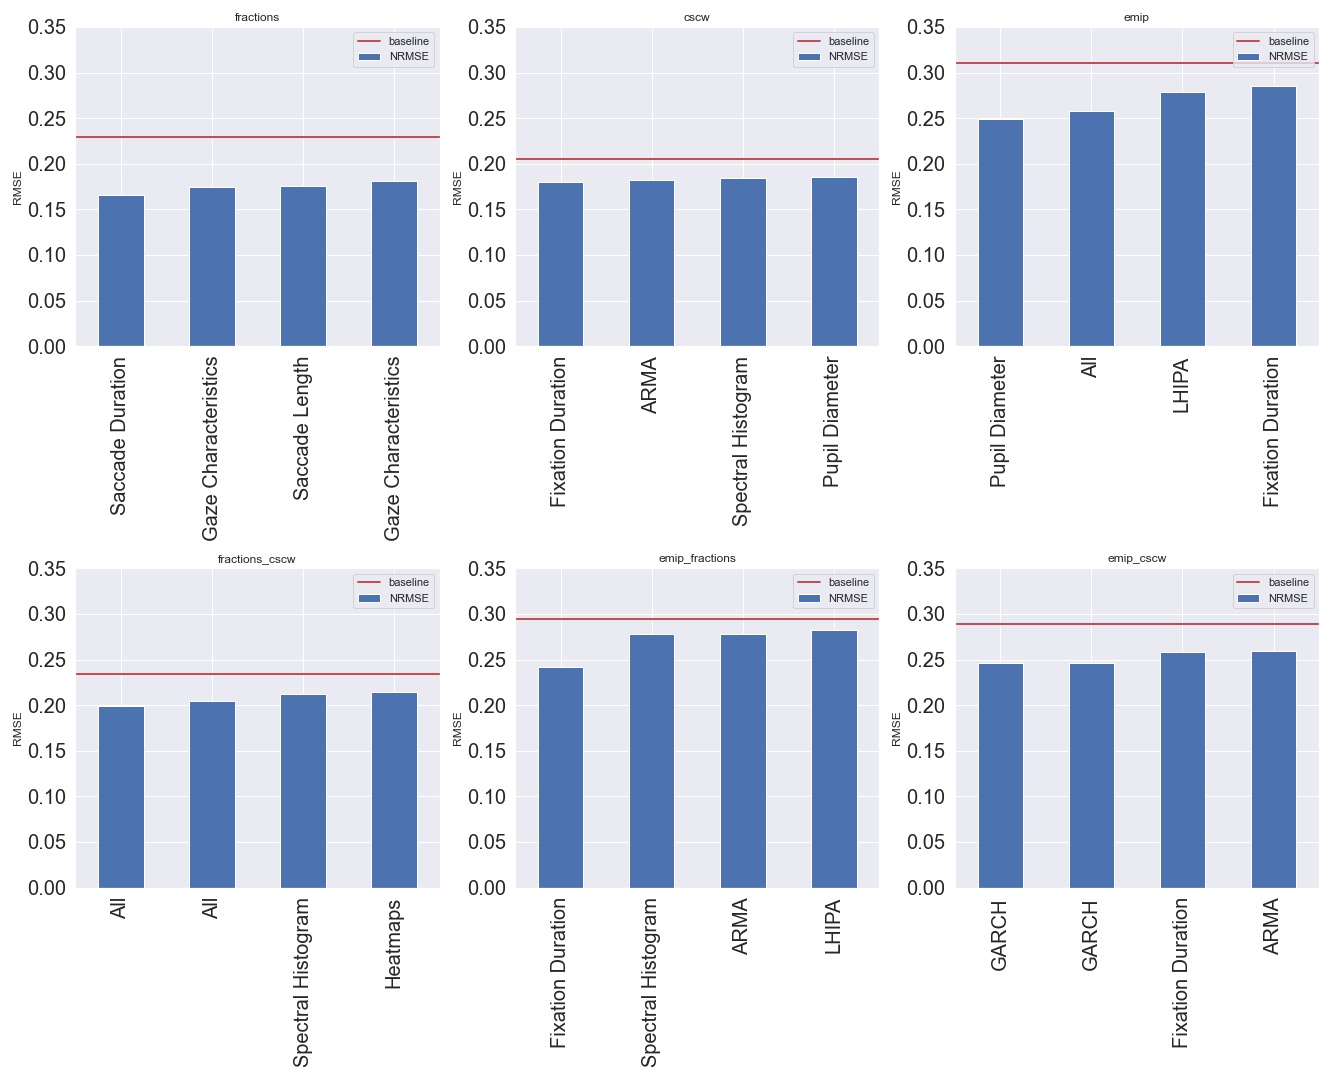 fractions
0.35
0.30
0.25
0.20
0.15
0.10
0.05
0.00
RMSE
baseline
NRMSE
Saccade Duration
Gaze Characteristics
Saccade Length
Gaze Characteristics
cscw
0.35
0.30
0.25
0.20
0.15
0.10
0.05
0.00
RMSE
baseline
NRMSE
Fixation Duration
ARMA
Spectral Histogram
Pupil Diameter
emip
0.35
0.30
0.25
0.20
0.15
0.10
0.05
0.00
RMSE
baseline
NRMSE
Pupil Diameter
All
LHIPA
Fixation Duration
fractions_cscw
0.35
0.30
0.25
0.20
0.15
0.10
0.05
0.00
RMSE
baseline
NRMSE
All
All
Spectral Histogram
Heatmaps
emip_fractions
0.35
0.30
0.25
0.20
0.15
0.10
0.05
0.00
RMSE
baseline
NRMSE
Fixation Duration
Spectral Histogram
ARMA
LHIPA
emip_cscw
0.35
0.30
0.25
0.20
0.15
0.10
0.05
0.00
RMSE
baseline
NRMSE
GARCH
GARCH
Fixation Duration
ARMA